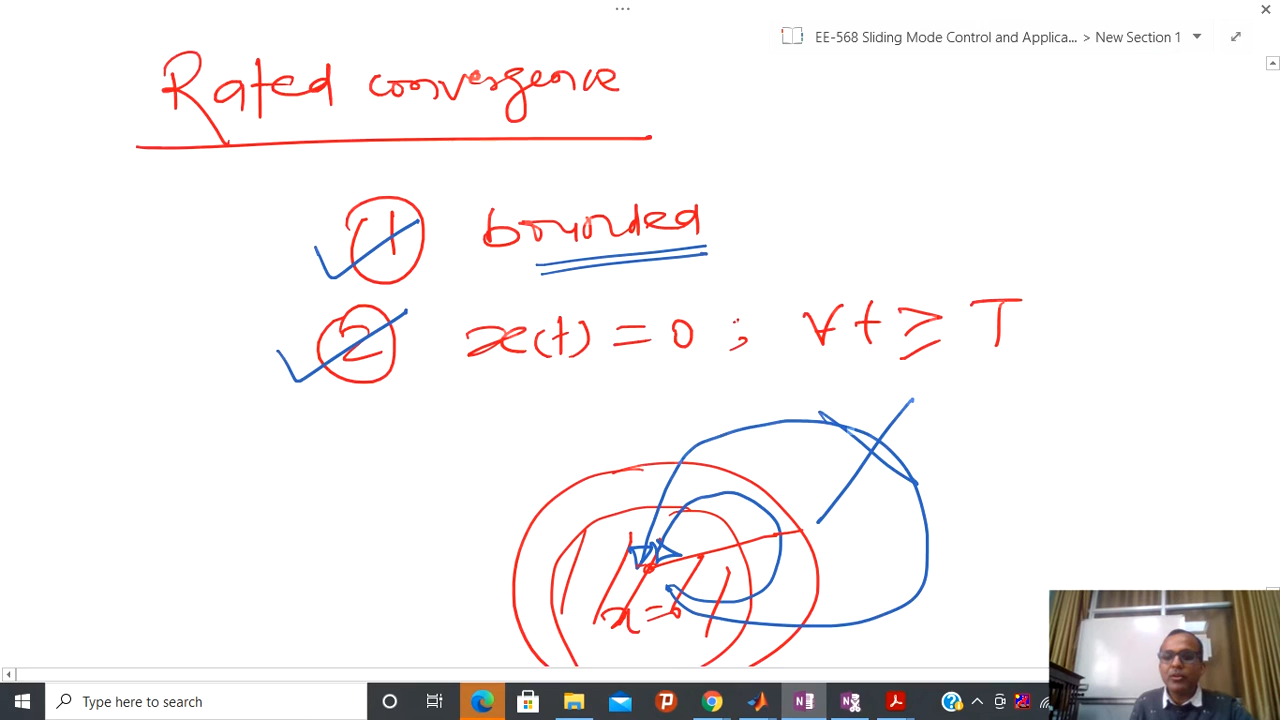 EE-568 Sliding Mode Control and Applica... > New Section 1
Rated convergence
1 bounded
2 x(t) = 0 ; ∀ t ≥ T
x=0
Type here to search